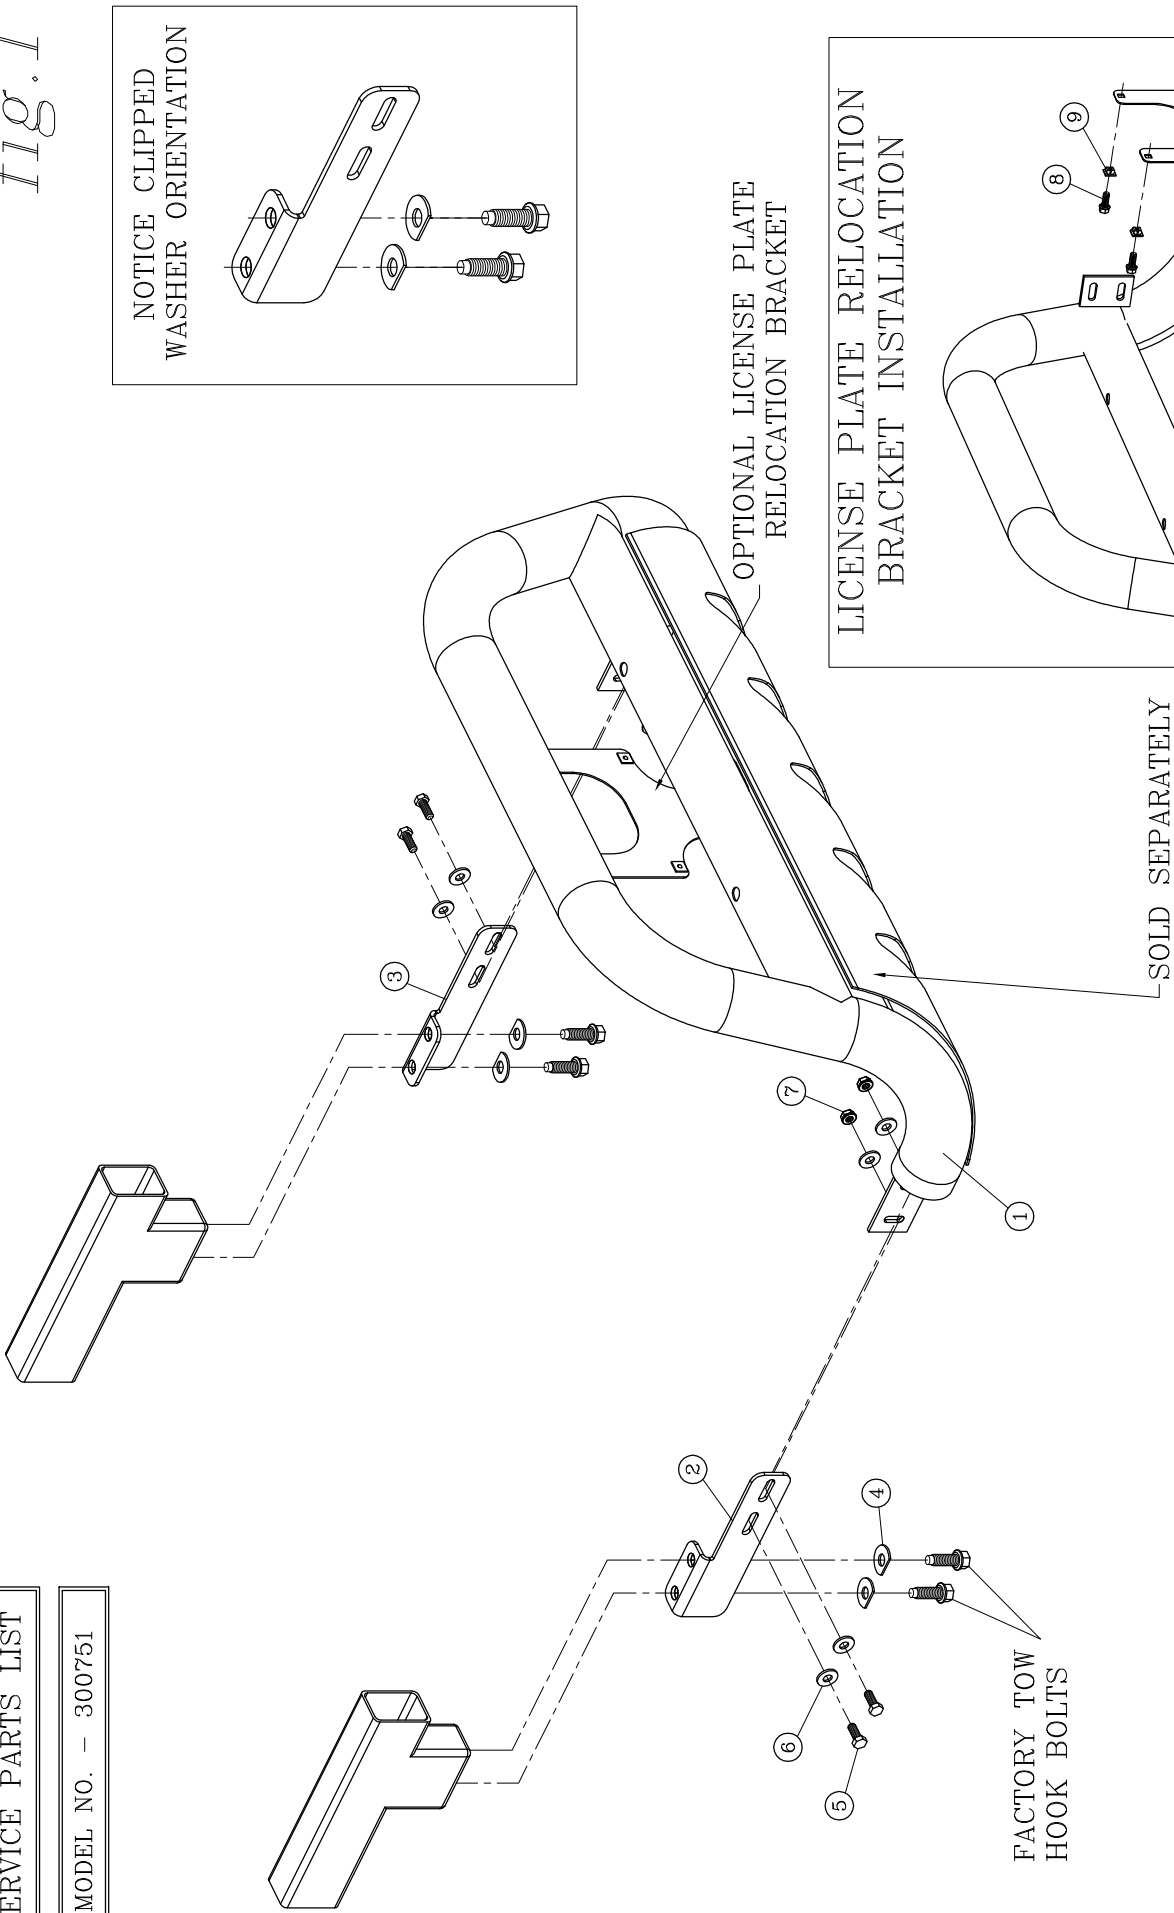 fig. 1
SERVICE PARTS LIST
MODEL NO. - 300751
NOTICE CLIPPED
WASHER ORIENTATION
3
OPTIONAL LICENSE PLATE
RELOCATION BRACKET
LICENSE PLATE RELOCATION
BRACKET INSTALLATION
8
9
7
1
2
4
6
5
FACTORY TOW
HOOK BOLTS
SOLD SEPARATELY